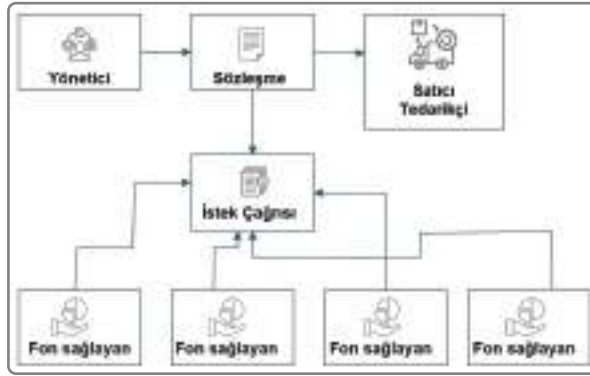 Yönetici
Sözleşme
Satıcı
Tedarikçi
İstek Çağrısı
Fon sağlayan
Fon sağlayan
Fon sağlayan
Fon sağlayan